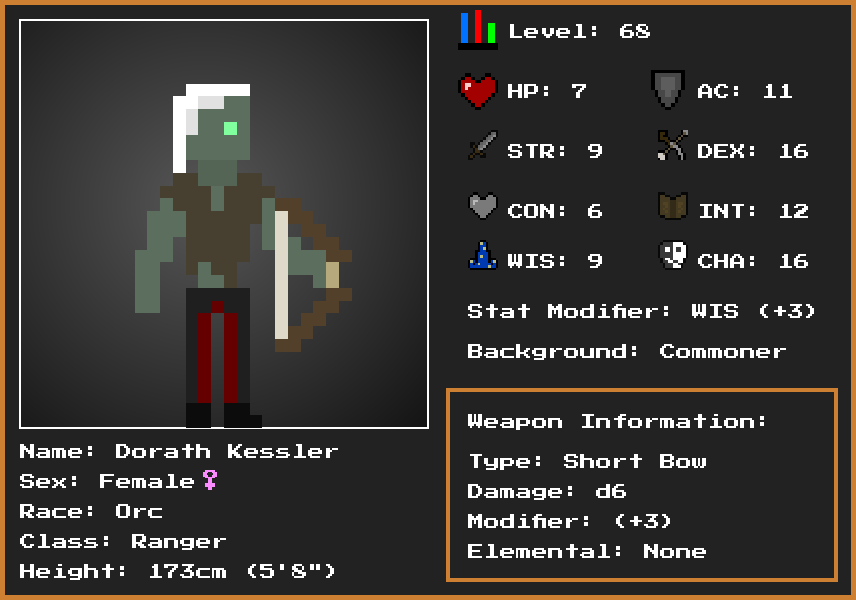 Level: 68
HP: 7
AC: 11
STR: 9
DEX: 16
CON: 6
INT: 12
WIS: 9
CHA: 16
Stat Modifier: WIS (+3)
Background: Commoner
Weapon Information:
Type: Short Bow
Damage: d6
Modifier: (+3)
Elemental: None
Name: Dorath Kessler
Sex: Female♀
Race: Orc
Class: Ranger
Height: 173cm (5'8")